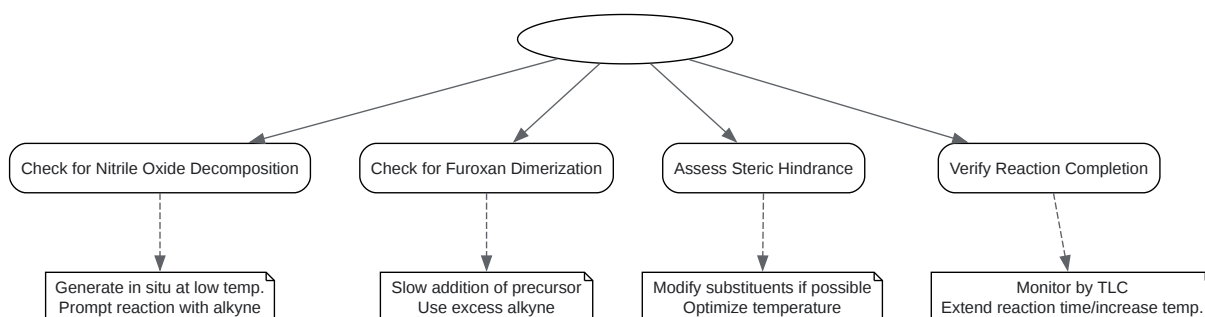 Check for Nitrile Oxide Decomposition
Check for Furoxan Dimerization
Assess Steric Hindrance
Verify Reaction Completion
Generate in situ at low temp.
Prompt reaction with alkyne
Slow addition of precursor
Use excess alkyne
Modify substituents if possible
Optimize temperature
Monitor by TLC
Extend reaction time/increase temp.